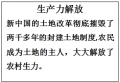 生产力解放
新中国的土地改革彻底摧毁了
两千年的封建土地制度,农民
成为土地的主人，大大解放了
农村生力。